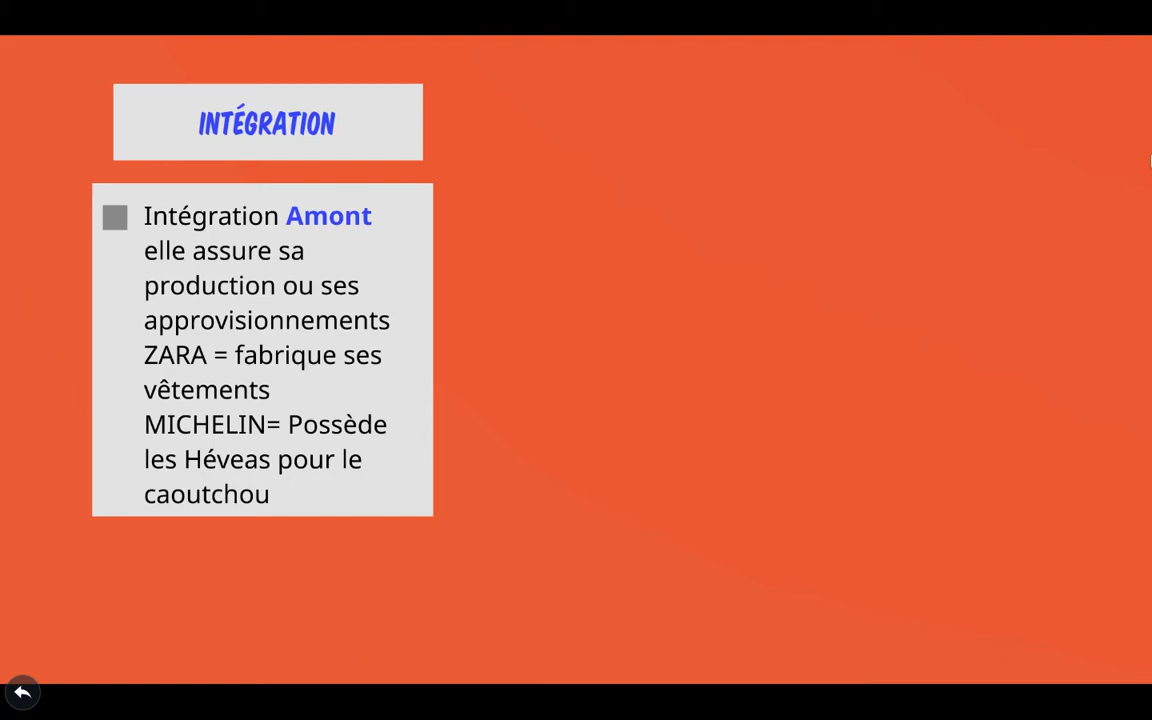 INTÉGRATION
Intégration Amont
elle assure sa
production ou ses
approvisionnements
ZARA = fabrique ses
vêtements
MICHELIN= Possède
les Héveas pour le
caoutchou